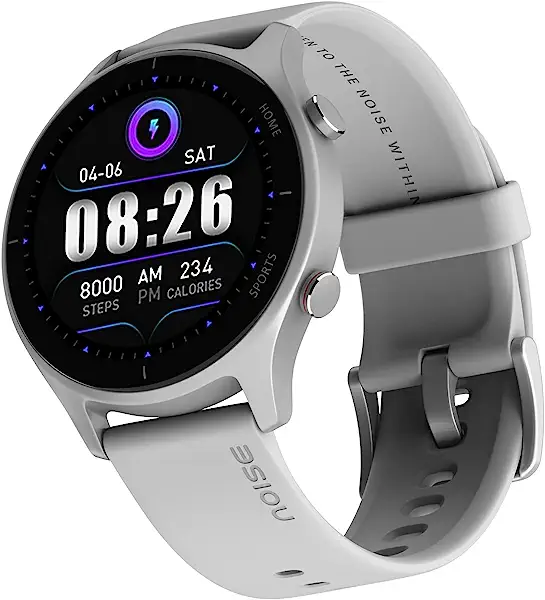 04-06
SAT
08:26
8000
STEPS
AM
PM
234
CALORIES
HOME
SPORTS
EN TO THE NOISE WITHIN
noise